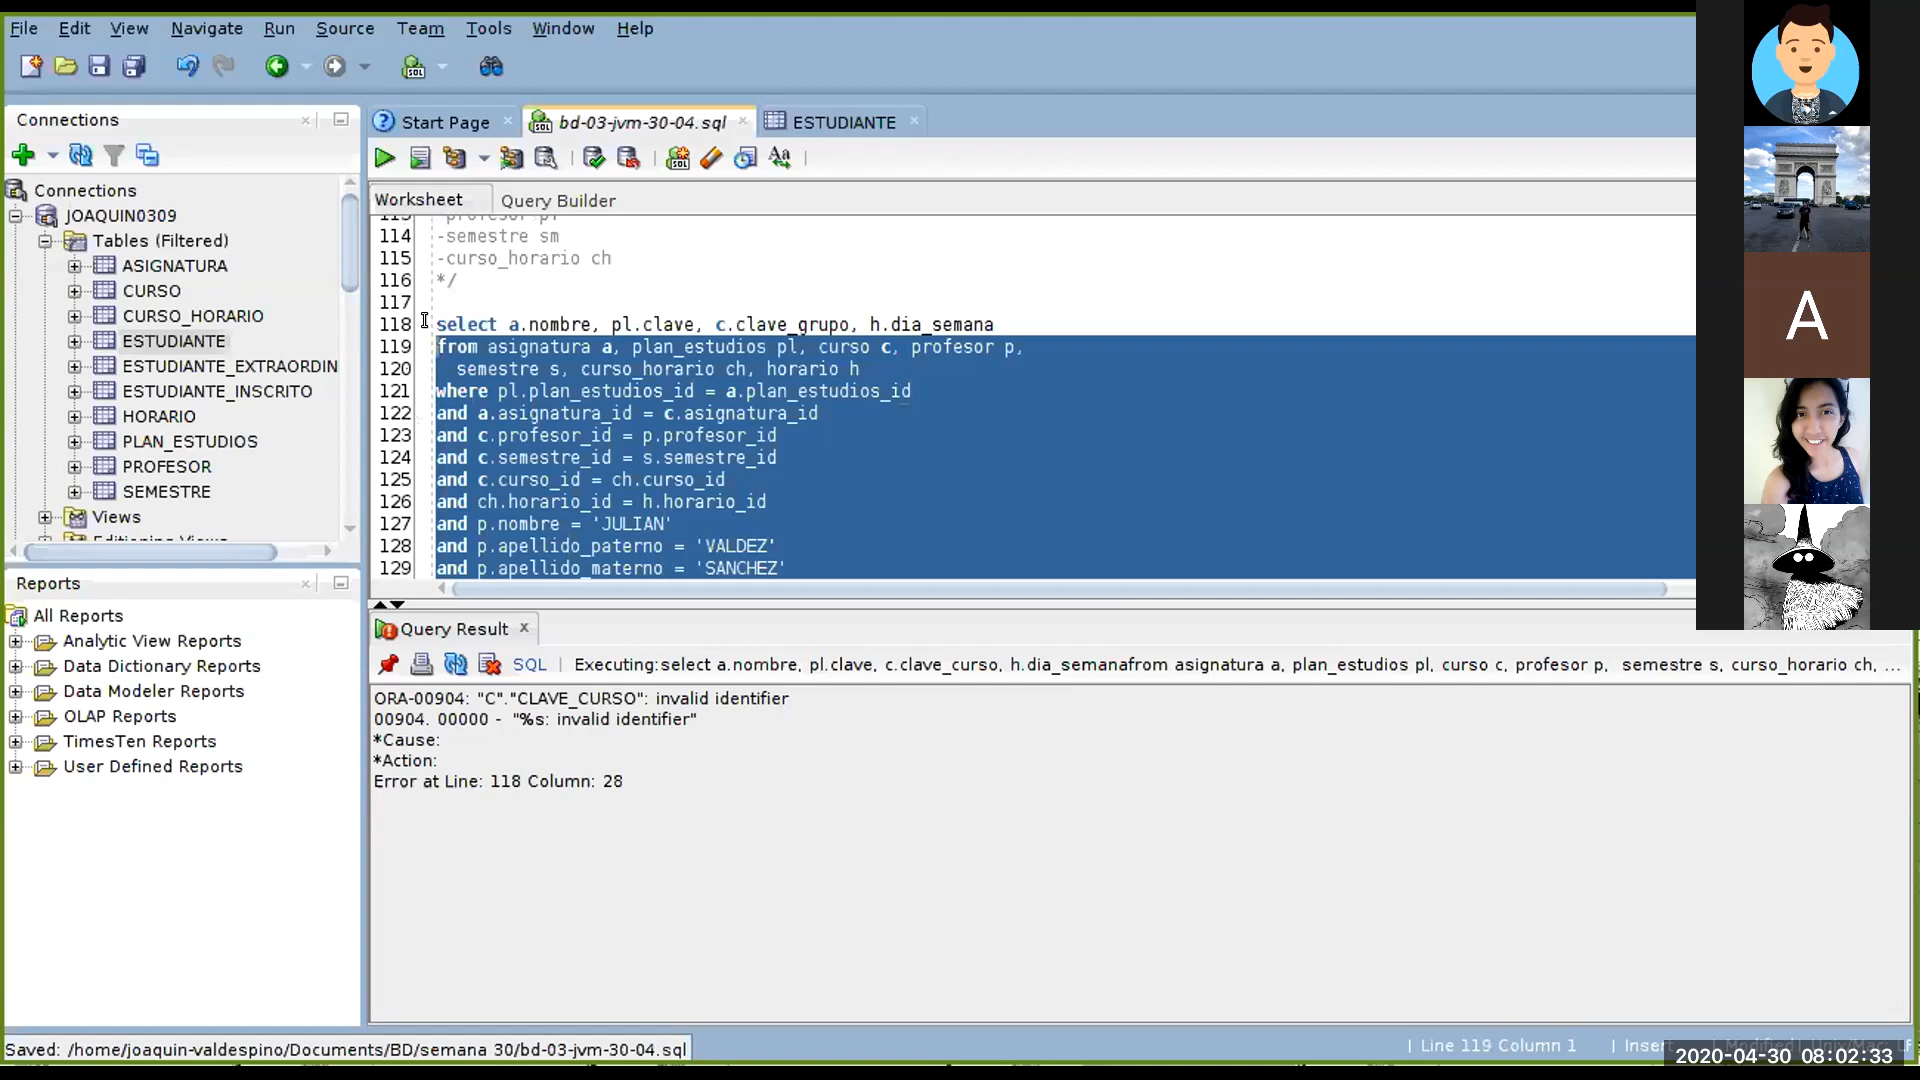 File Edit View Navigate Run Source Team Tools Window Help
Connections
Start Page
bd-03-jvm-30-04.sql
ESTUDIANTE
Connections
JOAQUIN0309
Tables (Filtered)
ASIGNATURA
CURSO
CURSO_HORARIO
ESTUDIANTE
ESTUDIANTE_EXTRAORDIN
ESTUDIANTE_INSCRITO
HORARIO
PLAN_ESTUDIOS
PROFESOR
SEMESTRE
Views
Editioning Views
Worksheet Query Builder
113 -profesor pf
114 -semestre sm
115 -curso_horario ch
116 */
117
118 select a.nombre, pl.clave, c.clave_grupo, h.dia_semana
119 from asignatura a, plan_estudios pl, curso c, profesor p,
120 semestre s, curso_horario ch, horario h
121 where pl.plan_estudios_id = a.plan_estudios_id
122 and a.asignatura_id = c.asignatura_id
123 and c.profesor_id = p.profesor_id
124 and c.semestre_id = s.semestre_id
125 and c.curso_id = ch.curso_id
126 and ch.horario_id = h.horario_id
127 and p.nombre = 'JULIAN'
128 and p.apellido_paterno = 'VALDEZ'
129 and p.apellido_materno = 'SANCHEZ'
A
Reports
All Reports
Analytic View Reports
Data Dictionary Reports
Data Modeler Reports
OLAP Reports
TimesTen Reports
User Defined Reports
Query Result
SQL | Executing:select a.nombre, pl.clave, c.clave_curso, h.dia_semanafrom asignatura a, plan_estudios pl, curso c, profesor p, semestre s, curso_horario ch, ...
ORA-00904: "C"."CLAVE_CURSO": invalid identifier
00904. 00000 - "%s: invalid identifier"
*Cause:
*Action:
Error at Line: 118 Column: 28
Saved: /home/joaquin-valdespino/Documents/BD/semana 30/bd-03-jvm-30-04.sql
| Line 119 Column 1 | Insert
2020-04-30 08:02:33